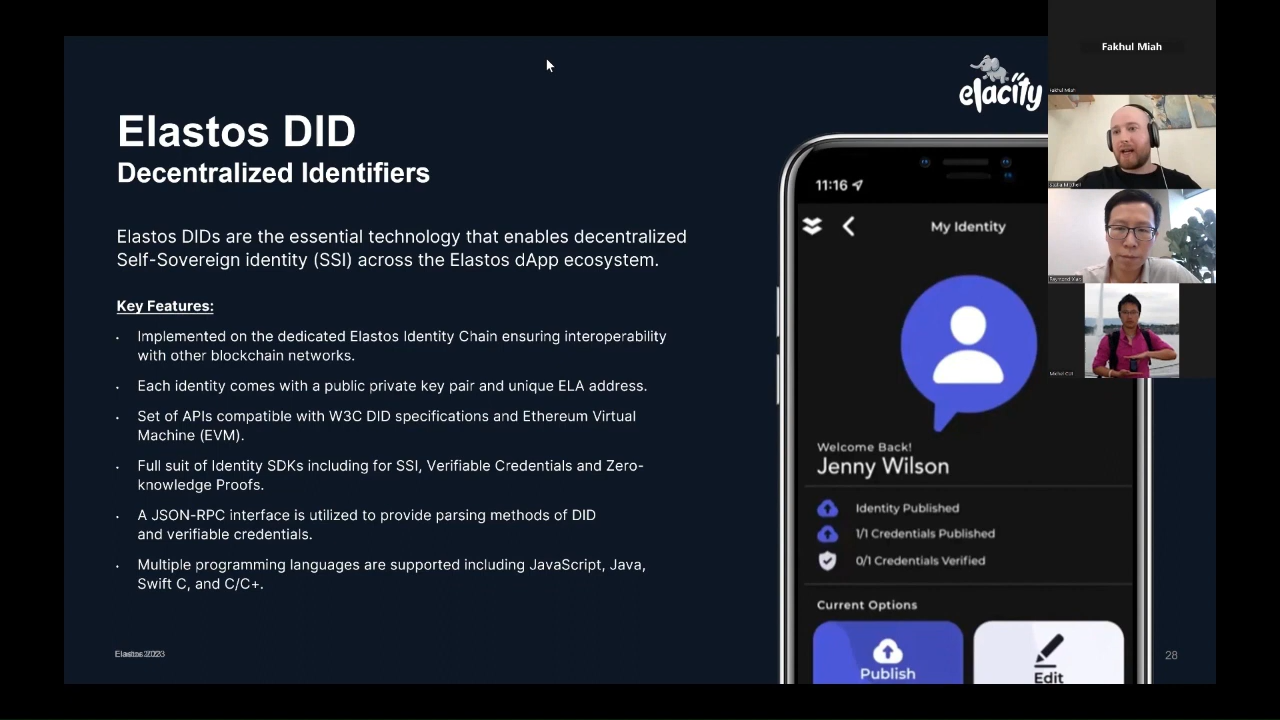 Fakhul Miah
Fakhul Miah
elacity
Elastos DID
Decentralized Identifiers
Elastos DIDs are the essential technology that enables decentralized
Self-Sovereign identity (SSI) across the Elastos dApp ecosystem.
Key Features:
Implemented on the dedicated Elastos Identity Chain ensuring interoperability
with other blockchain networks.
Each identity comes with a public private key pair and unique ELA address.
Set of APIs compatible with W3C DID specifications and Ethereum Virtual
Machine (EVM).
Full suit of Identity SDKs including for SSI, Verifiable Credentials and Zero-
knowledge Proofs.
A JSON-RPC interface is utilized to provide parsing methods of DID
and verifiable credentials.
Multiple programming languages are supported including JavaScript, Java,
Swift C, and C/C+.
11:16
My Identity
Welcome Back!
Jenny Wilson
Identity Published
1/1 Credentials Published
0/1 Credentials Verified
Current Options
Publish
Edit
28